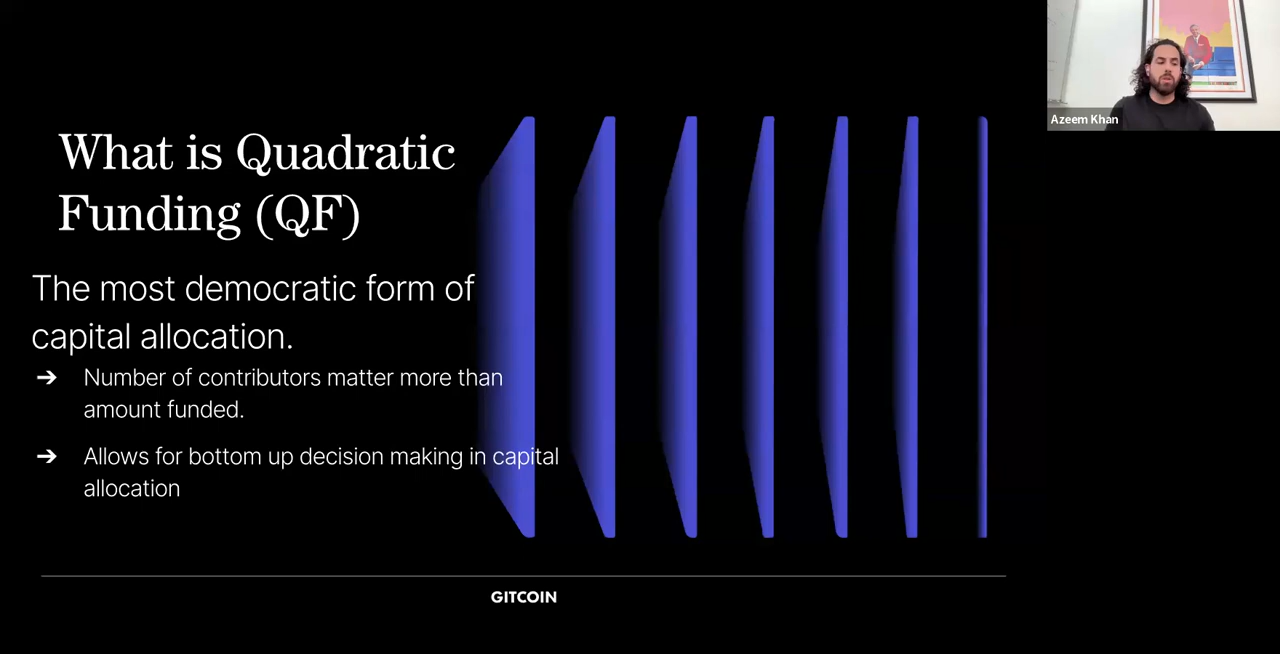 What is Quadratic
Funding (QF)
The most democratic form of
capital allocation.
➔ Number of contributors matter more than
amount funded.
➔ Allows for bottom up decision making in capital
allocation
GITCOIN
Azeem Khan